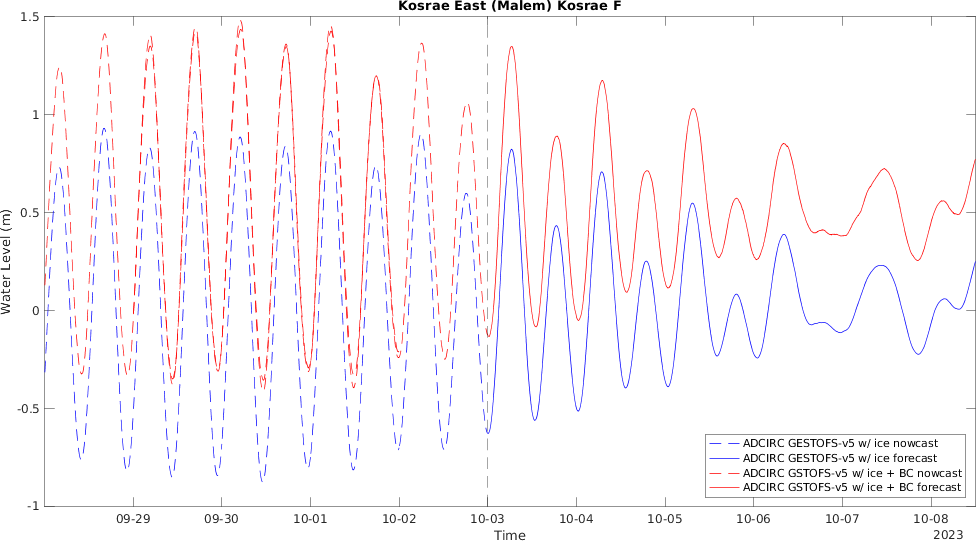 Kosrae East (Malem) Kosrae F
1.5
1
0.5
0
-0.5
-1
Water Level (m)
09-29 09-30 10-01 10-02 10-03 10-04 10-05 10-06 10-07 10-08
Time
2023
ADCIRC GESTOFS-v5 w/ ice nowcast
ADCIRC GESTOFS-v5 w/ ice forecast
ADCIRC GSTOFS-v5 w/ ice + BC nowcast
ADCIRC GSTOFS-v5 w/ ice + BC forecast